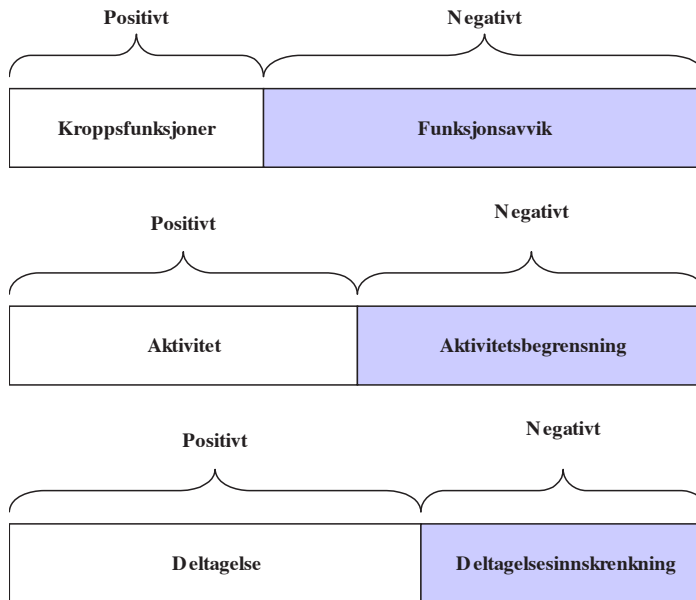 Positivt
Negativt
Kroppsfunksjoner
Funksjonsavvik
Positivt
Negativt
Aktivitet
Aktivitetsbegrensning
Positivt
Negativt
Deltagelse
Deltagelsesinnskrenkning